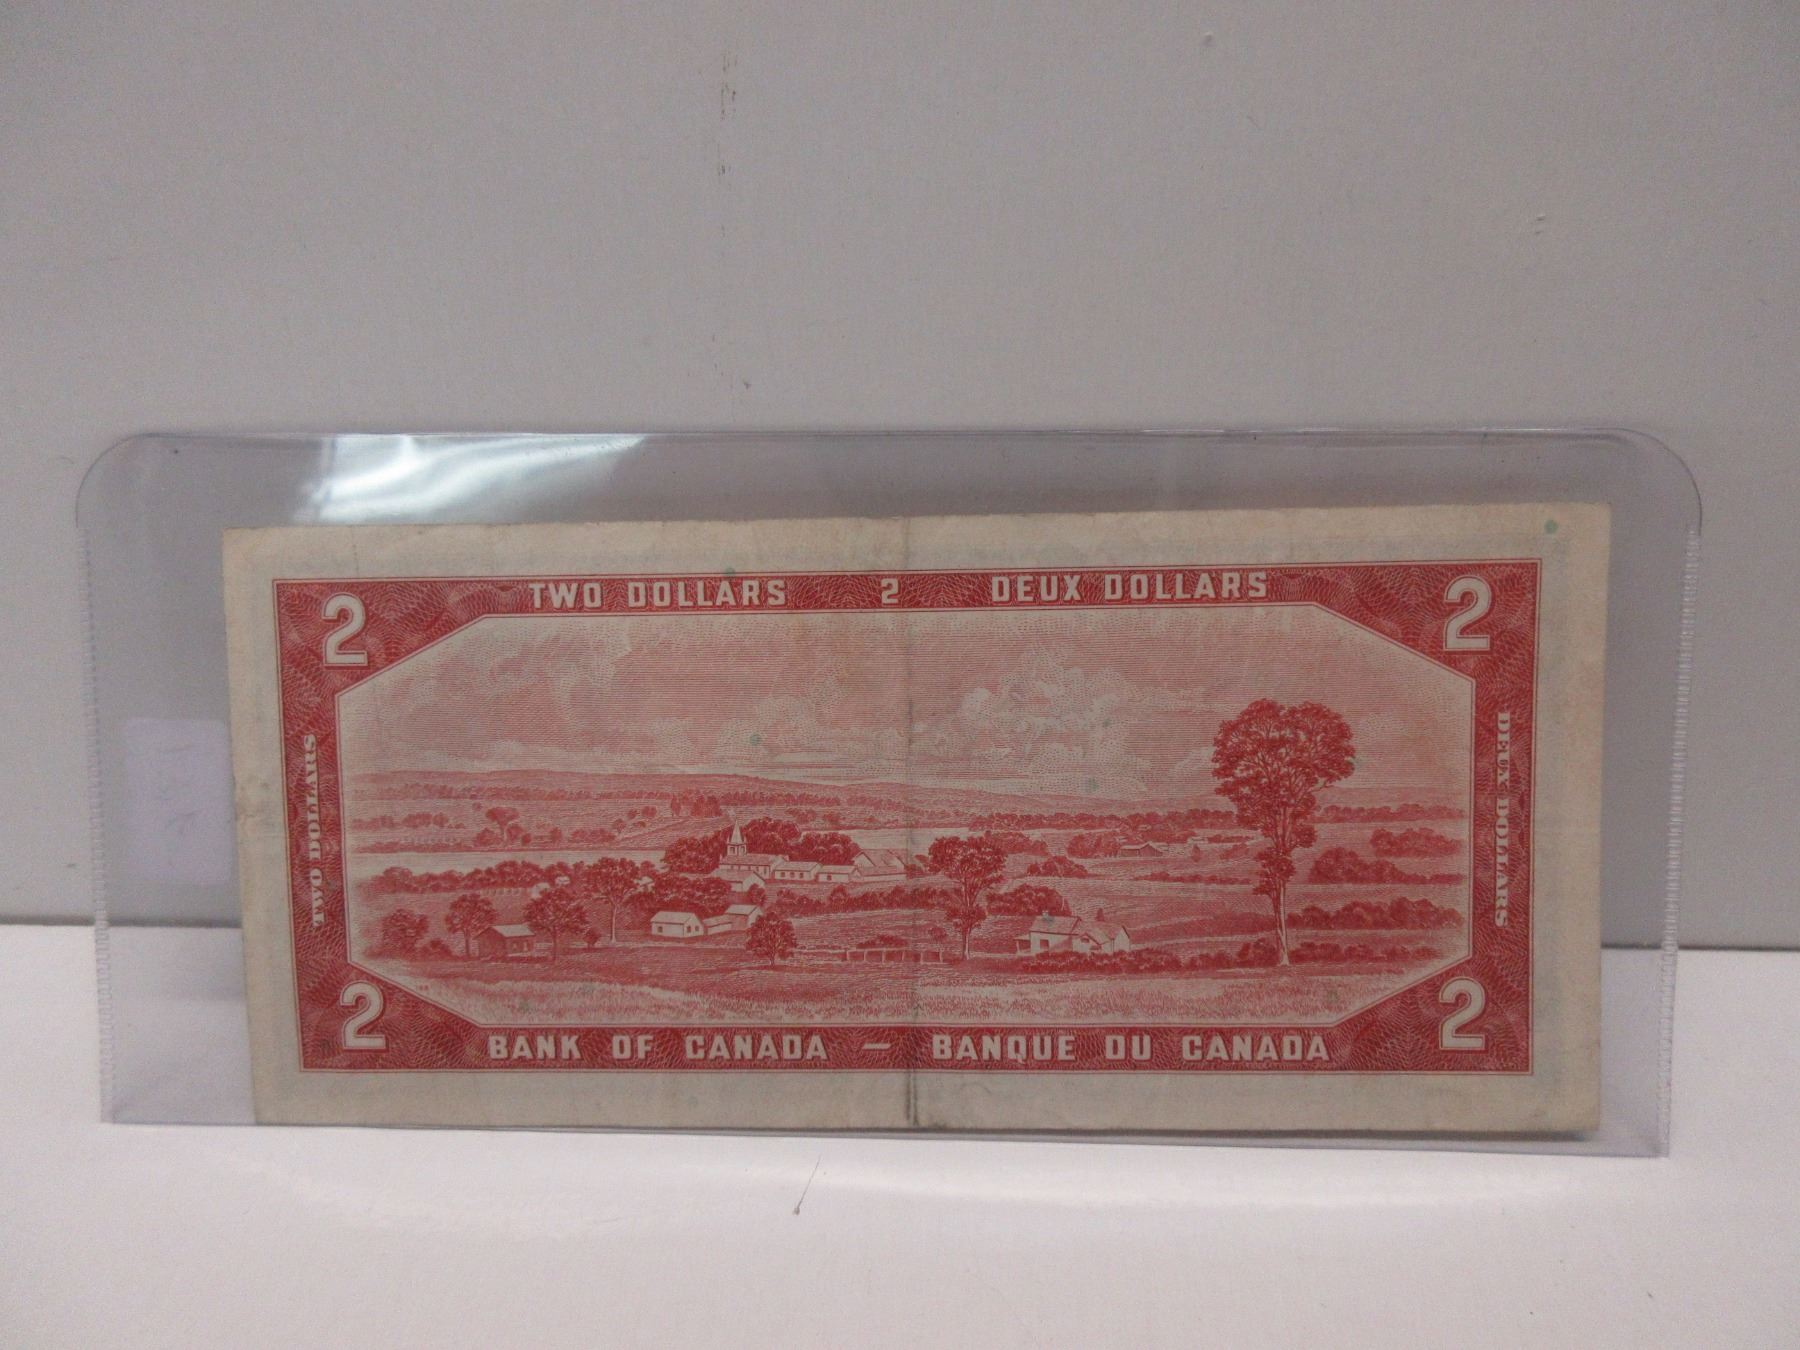 TWO DOLLARS 2 DEUX DOLLARS
2 2
TWO DOLLARS
DEUX DOLLARS
2 2
BANK OF CANADA — BANQUE DU CANADA